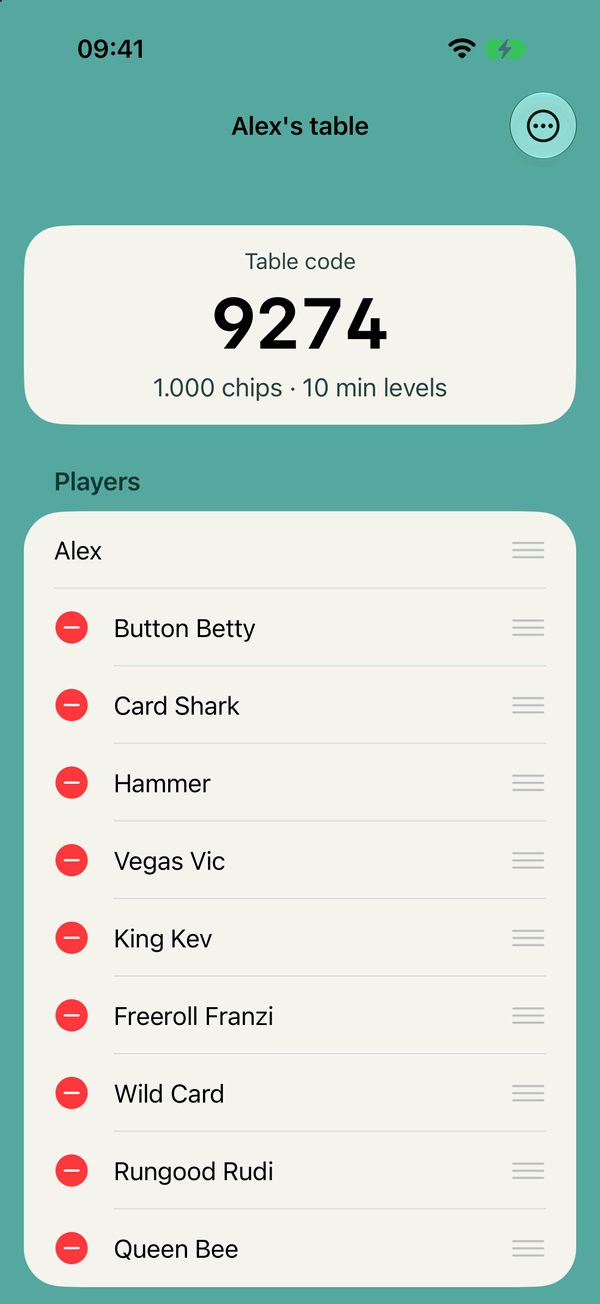 09:41
Alex's table
Table code
9274
1.000 chips · 10 min levels
Players
Alex
Button Betty
Card Shark
Hammer
Vegas Vic
King Kev
Freeroll Franzi
Wild Card
Rungood Rudi
Queen Bee